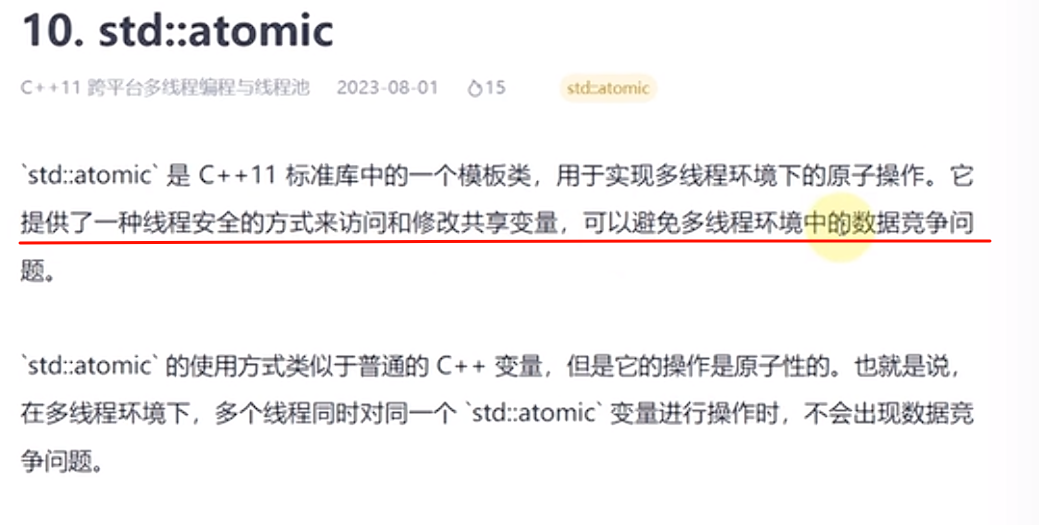 10. std::atomic
C++11 跨平台多线程编程与线程池 2023-08-01 15 std::atomic
`std::atomic` 是 C++11 标准库中的一个模板类，用于实现多线程环境下的原子操作。它
提供了一种线程安全的方式来访问和修改共享变量，可以避免多线程环境中的数据竞争问
题。
`std::atomic` 的使用方式类似于普通的 C++ 变量，但是它的操作是原子性的。也就是说，
在多线程环境下，多个线程同时对同一个 `std::atomic` 变量进行操作时，不会出现数据竞
争问题。